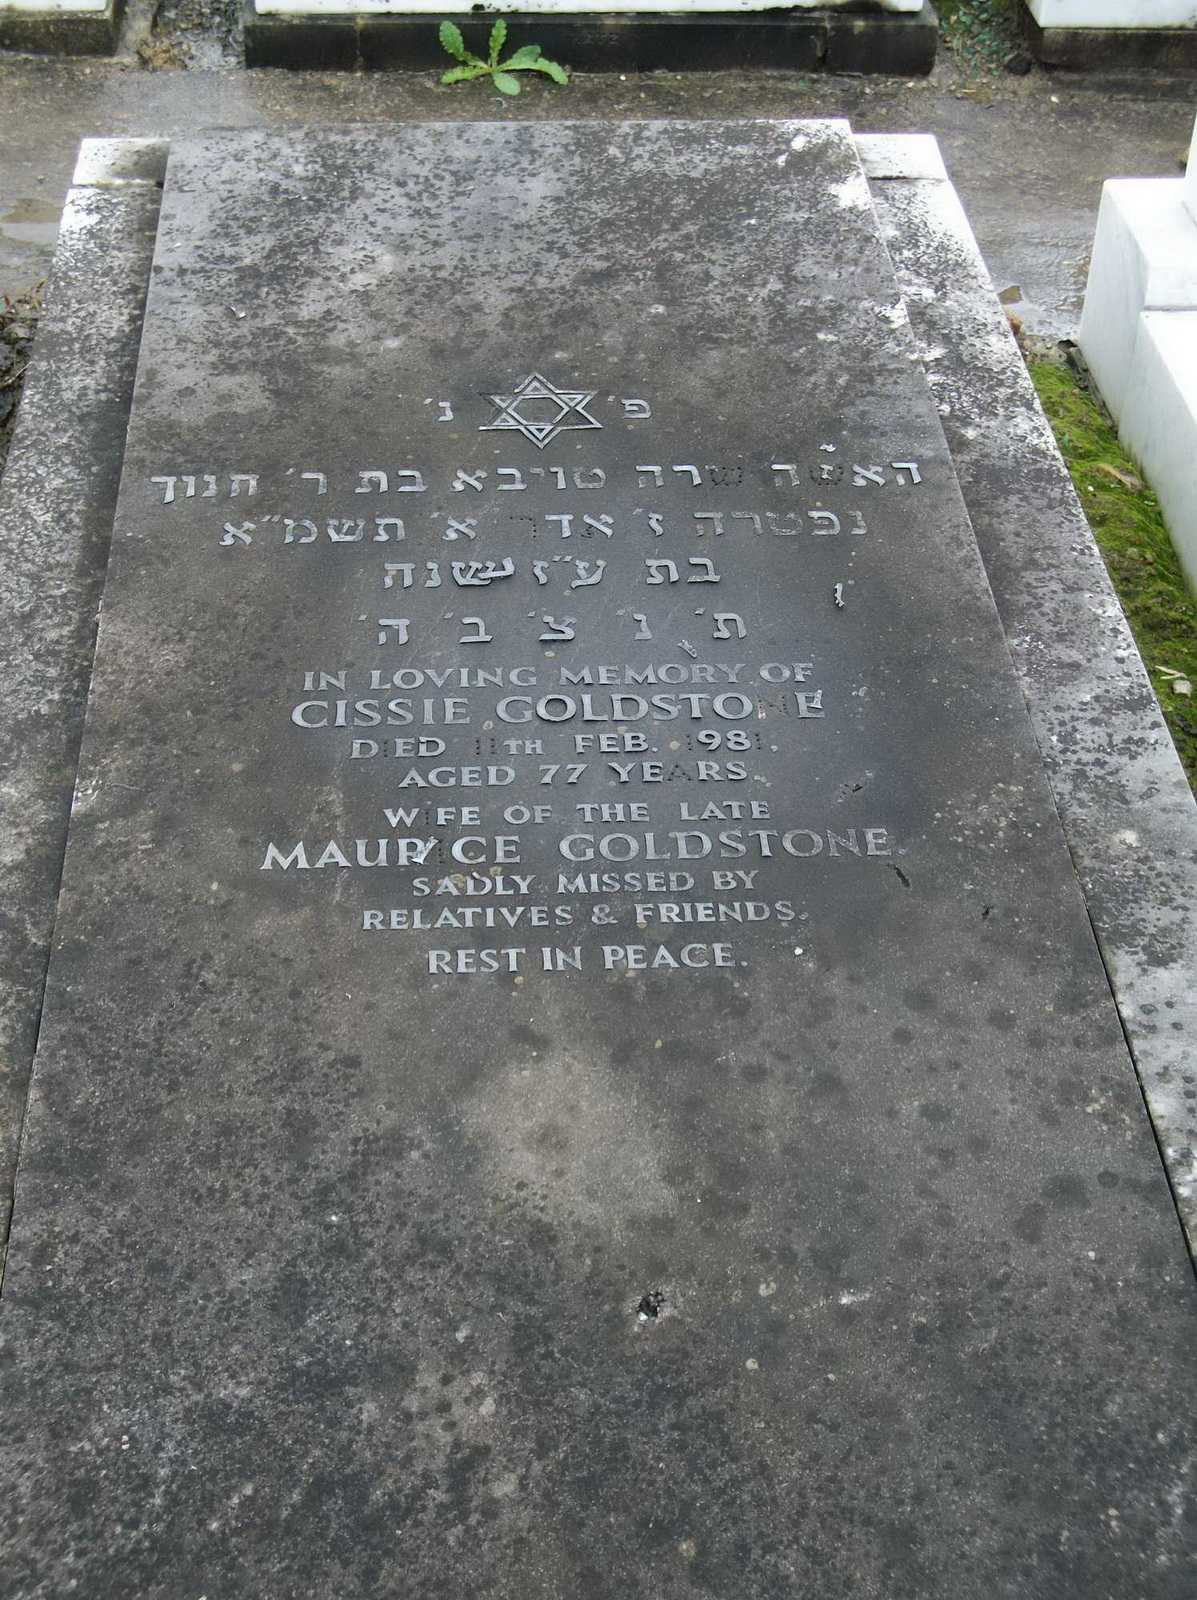 פ׳ נ׳
האשה שרה טויבא בת ר׳ חנוך
נפטרה ז׳ אדר א׳ תשמ״א
בת ע״ז שנה
ת׳ נ׳ צ׳ ב׳ ה׳
IN LOVING MEMORY OF
CISSIE GOLDSTONE
DIED 11TH FEB. 1981.
AGED 77 YEARS.
WIFE OF THE LATE
MAURICE GOLDSTONE.
SADLY MISSED BY
RELATIVES & FRIENDS.
REST IN PEACE.